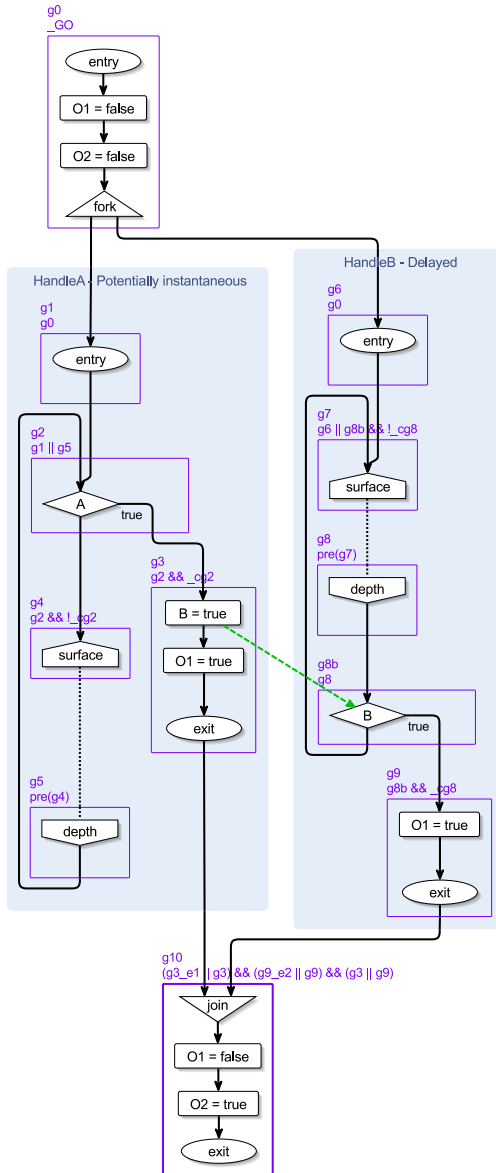 g0
_GO
entry
O1 = false
O2 = false
fork
HandleA - Potentially instantaneous
g1
g0
entry
g2
g1 || g5
A
true
g3
g2 && _cg2
B = true
O1 = true
exit
g4
g2 && !_cg2
surface
g5
pre(g4)
depth
HandleB - Delayed
g6
g0
entry
g7
g6 || g8b && !_cg8
surface
g8
pre(g7)
depth
g8b
g8
B
true
g9
g8b && _cg8
O1 = true
exit
g10
(g3_e1 || g3) && (g9_e2 || g9) && (g3 || g9)
join
O1 = false
O2 = true
exit